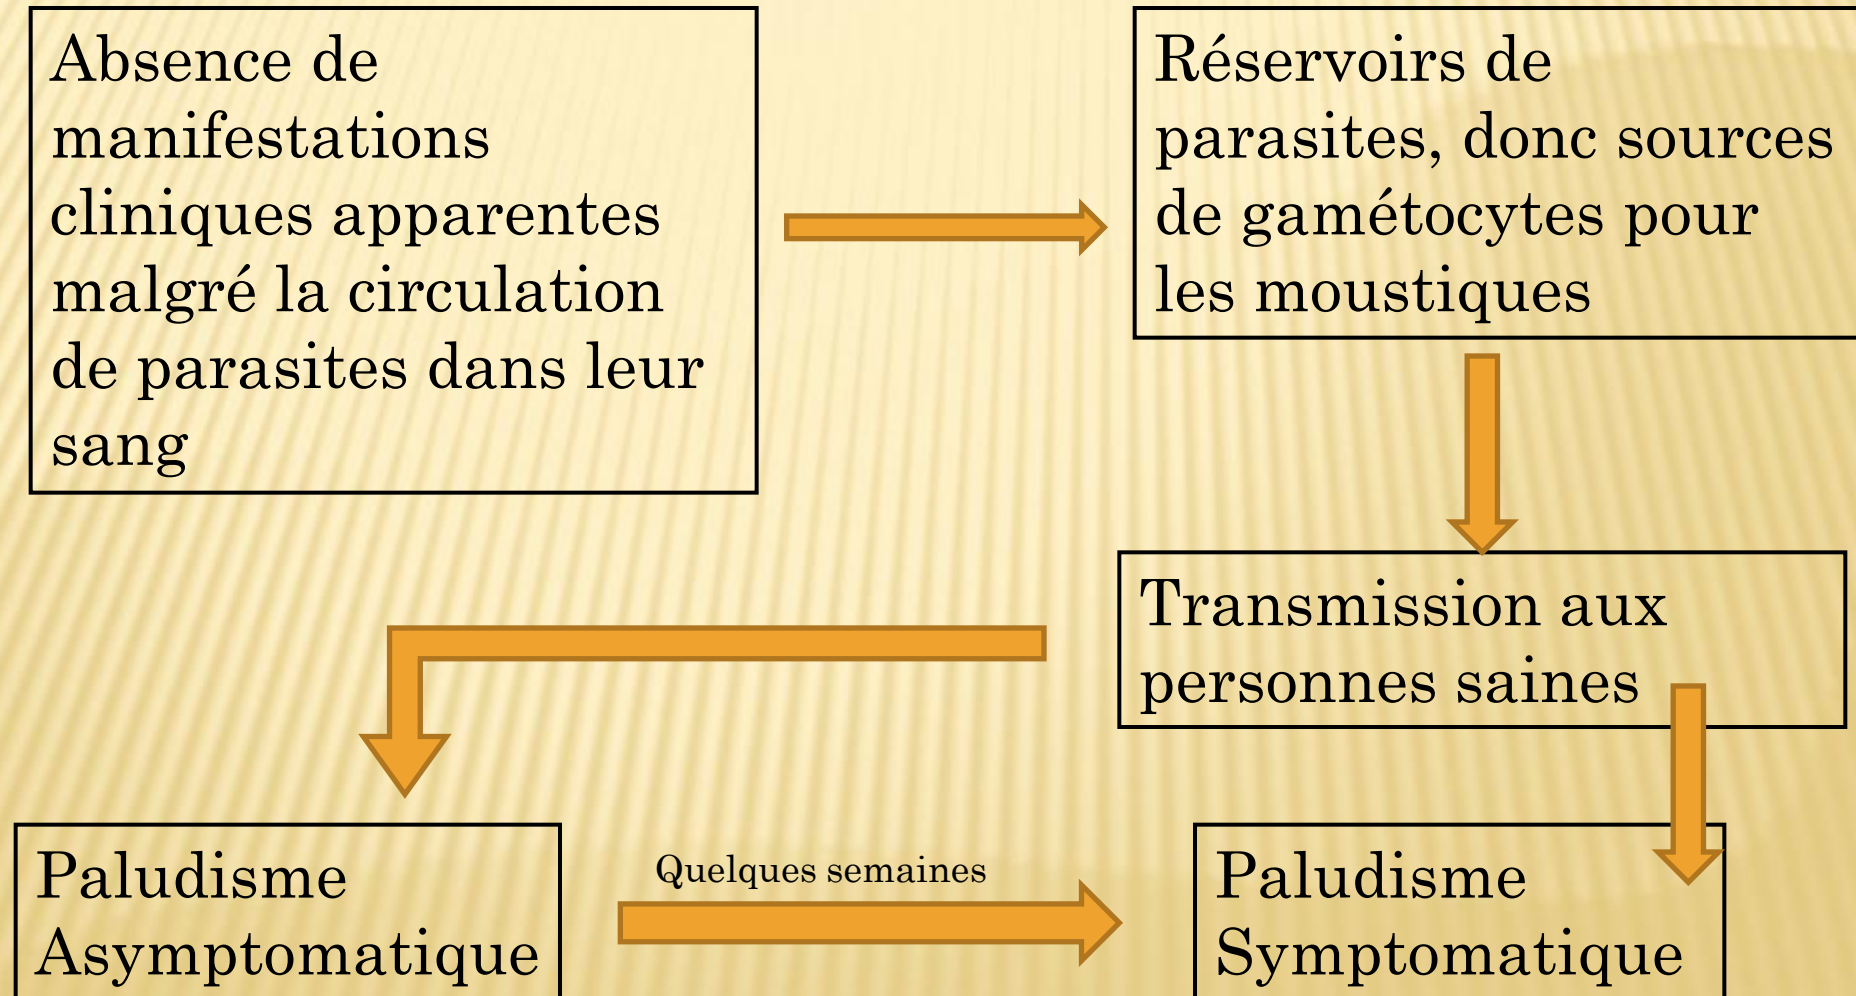 Absence de
manifestations
cliniques apparentes
malgré la circulation
de parasites dans leur
sang
Réservoirs de
parasites, donc sources
de gamétocytes pour
les moustiques
Transmission aux
personnes saines
Paludisme
Asymptomatique
Quelques semaines
Paludisme
Symptomatique